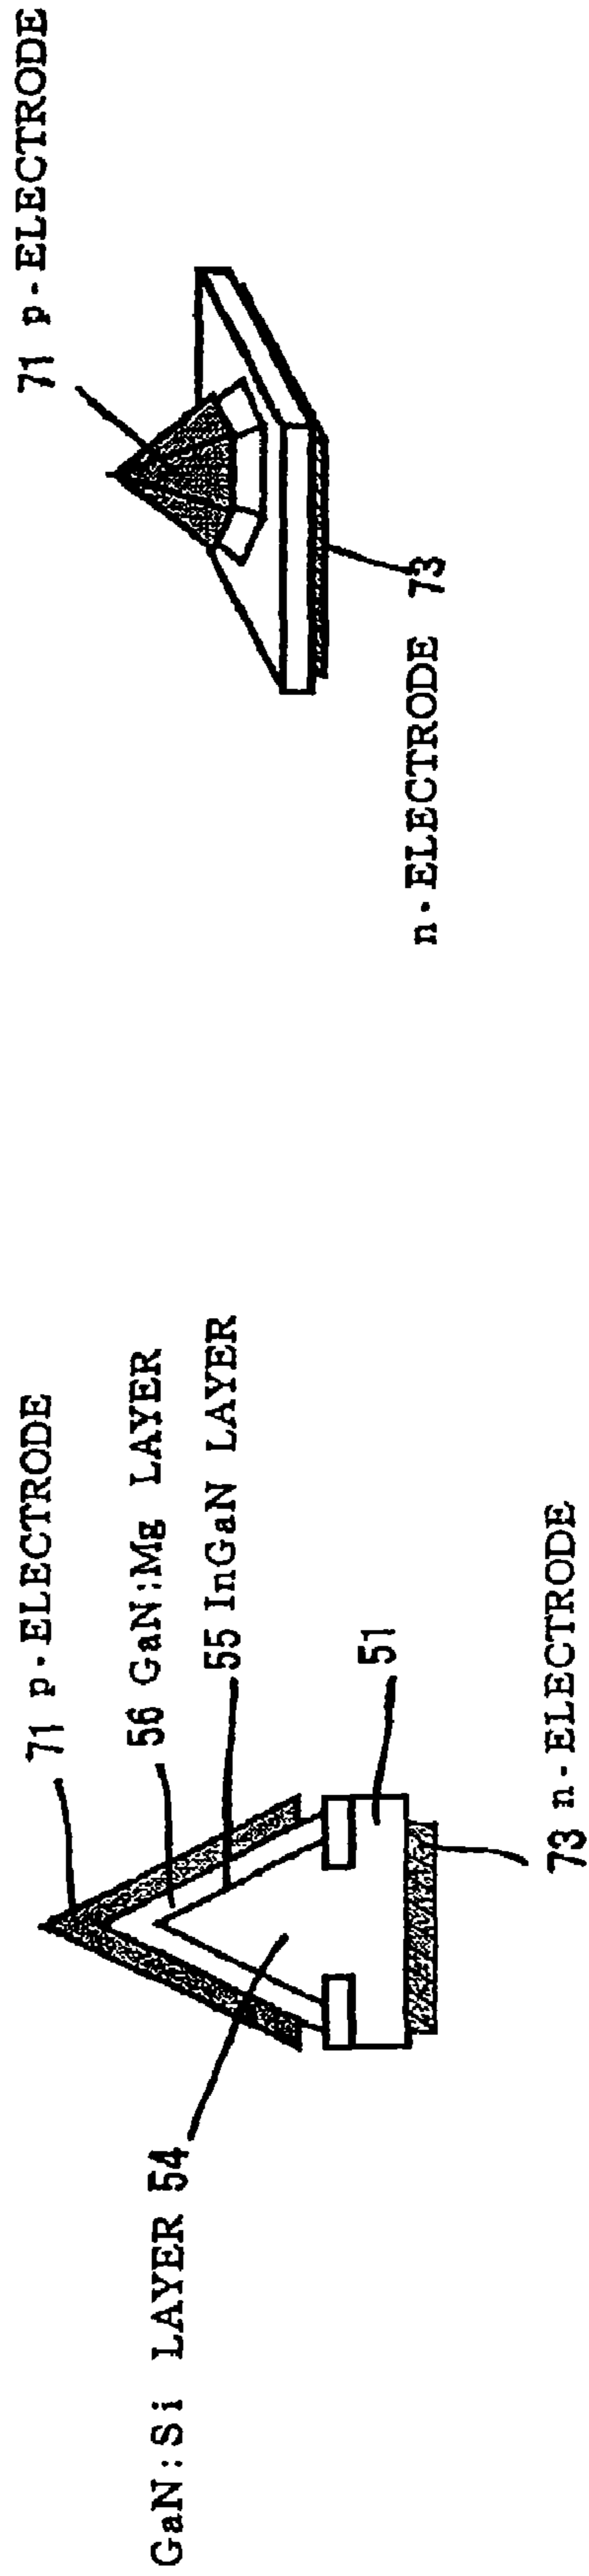 71 p-ELECTRODE
56 GaN:Mg LAYER
55 InGaN LAYER
GaN:Si LAYER 54
51
73 n-ELECTRODE
71 p-ELECTRODE
n-ELECTRODE 73